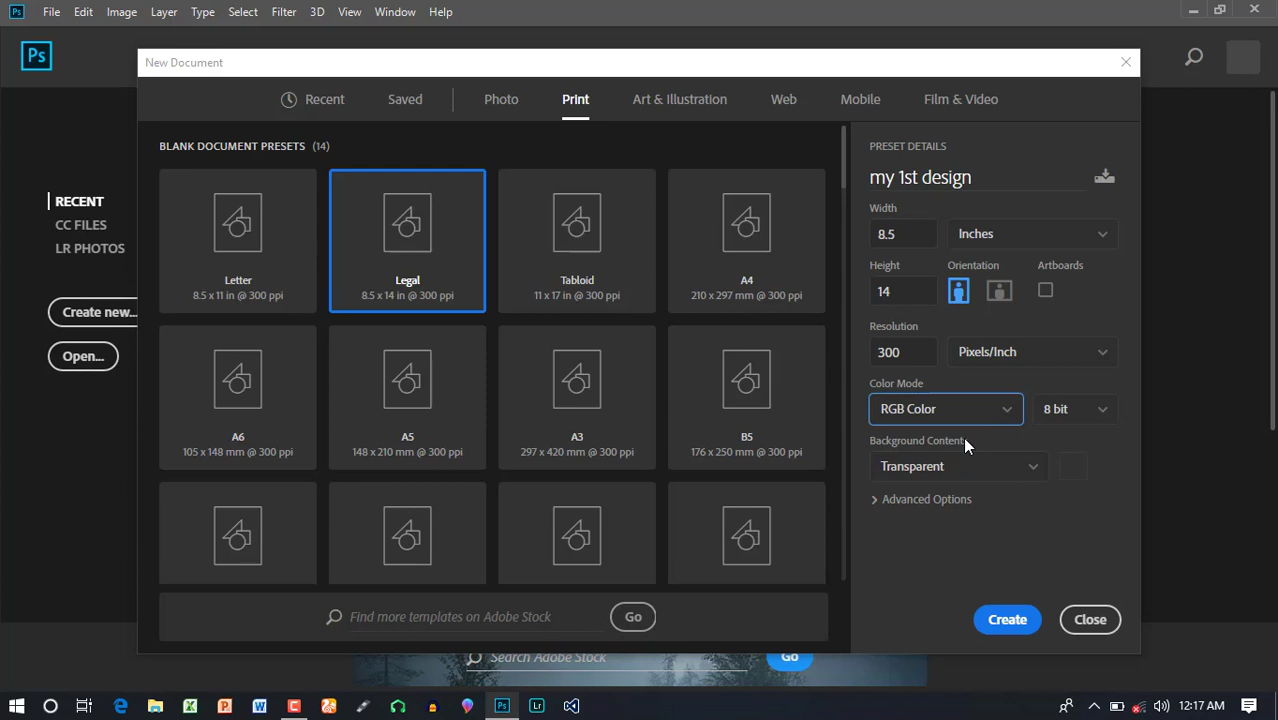 Ps File Edit Image Layer Type Select Filter 3D View Window Help
Ps
New Document
Recent Saved Photo Print Art & Illustration Web Mobile Film & Video
BLANK DOCUMENT PRESETS (14)
Letter
8.5 x 11 in @ 300 ppi
Legal
8.5 x 14 in @ 300 ppi
Tabloid
11 x 17 in @ 300 ppi
A4
210 x 297 mm @ 300 ppi
A6
105 x 148 mm @ 300 ppi
A5
148 x 210 mm @ 300 ppi
A3
297 x 420 mm @ 300 ppi
B5
176 x 250 mm @ 300 ppi
Find more templates on Adobe Stock Go
PRESET DETAILS
my 1st design
Width
8.5 Inches
Height Orientation Artboards
14
Resolution
300 Pixels/Inch
Color Mode
RGB Color 8 bit
Background Content
Transparent
Advanced Options
Create Close
RECENT
CC FILES
LR PHOTOS
Create new...
Open...
Search Adobe Stock Go
Ps Lr 12:17 AM